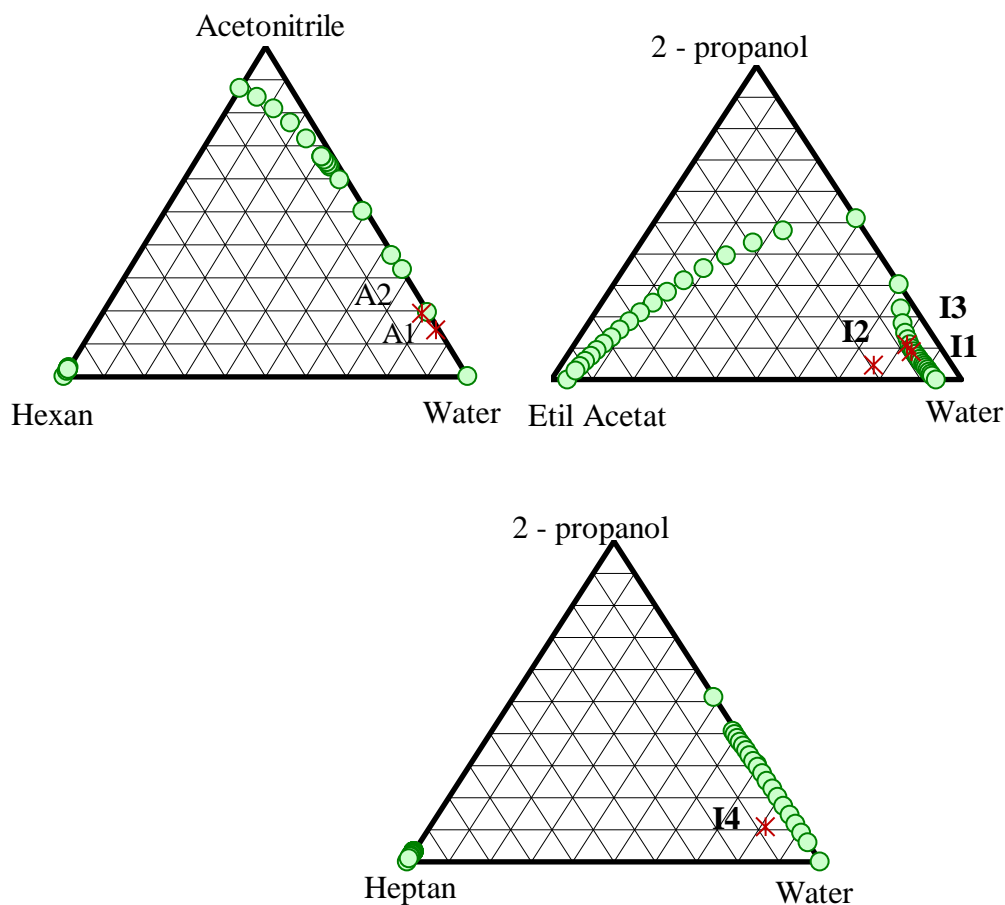 Acetonitrile
A2
A1
Hexan
Water
2 - propanol
I3
I2
I1
Etil Acetat
Water
2 - propanol
I4
Heptan
Water